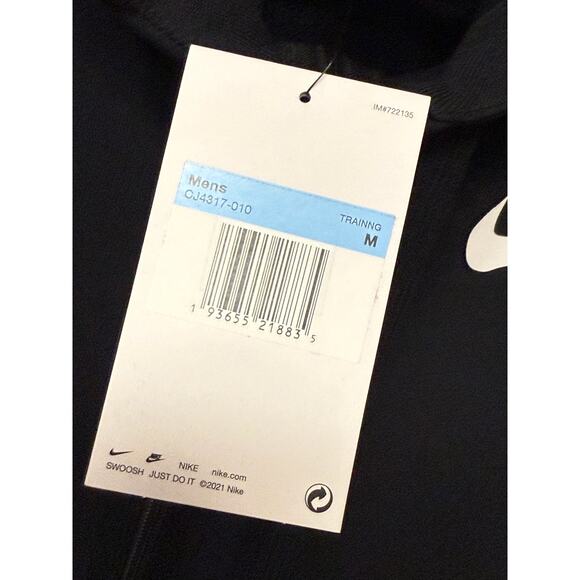 IM#722135
Mens
CJ4317-010
TRAINNG
M
1 93655 21883 5
NIKE nike.com
SWOOSH JUST DO IT ©2021 Nike